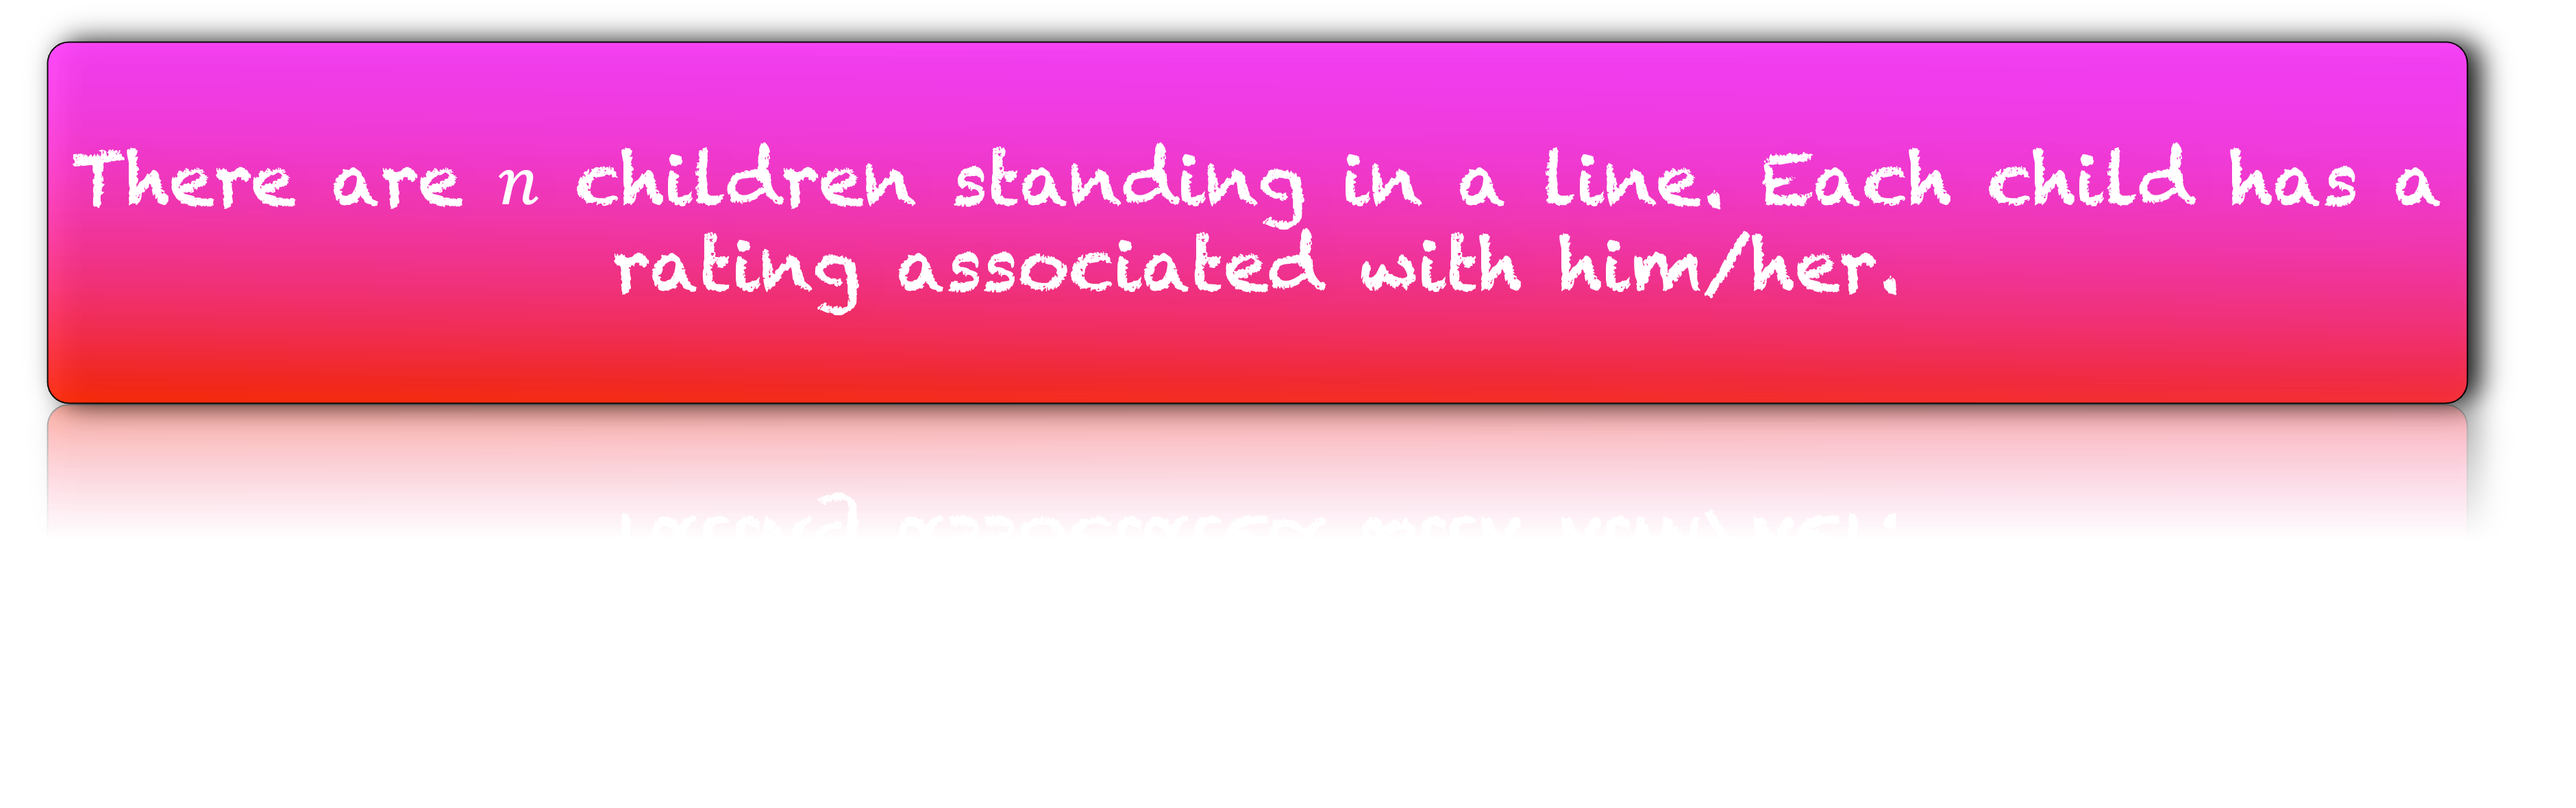 There are n children standing in a line. Each child has a
rating associated with him/her.